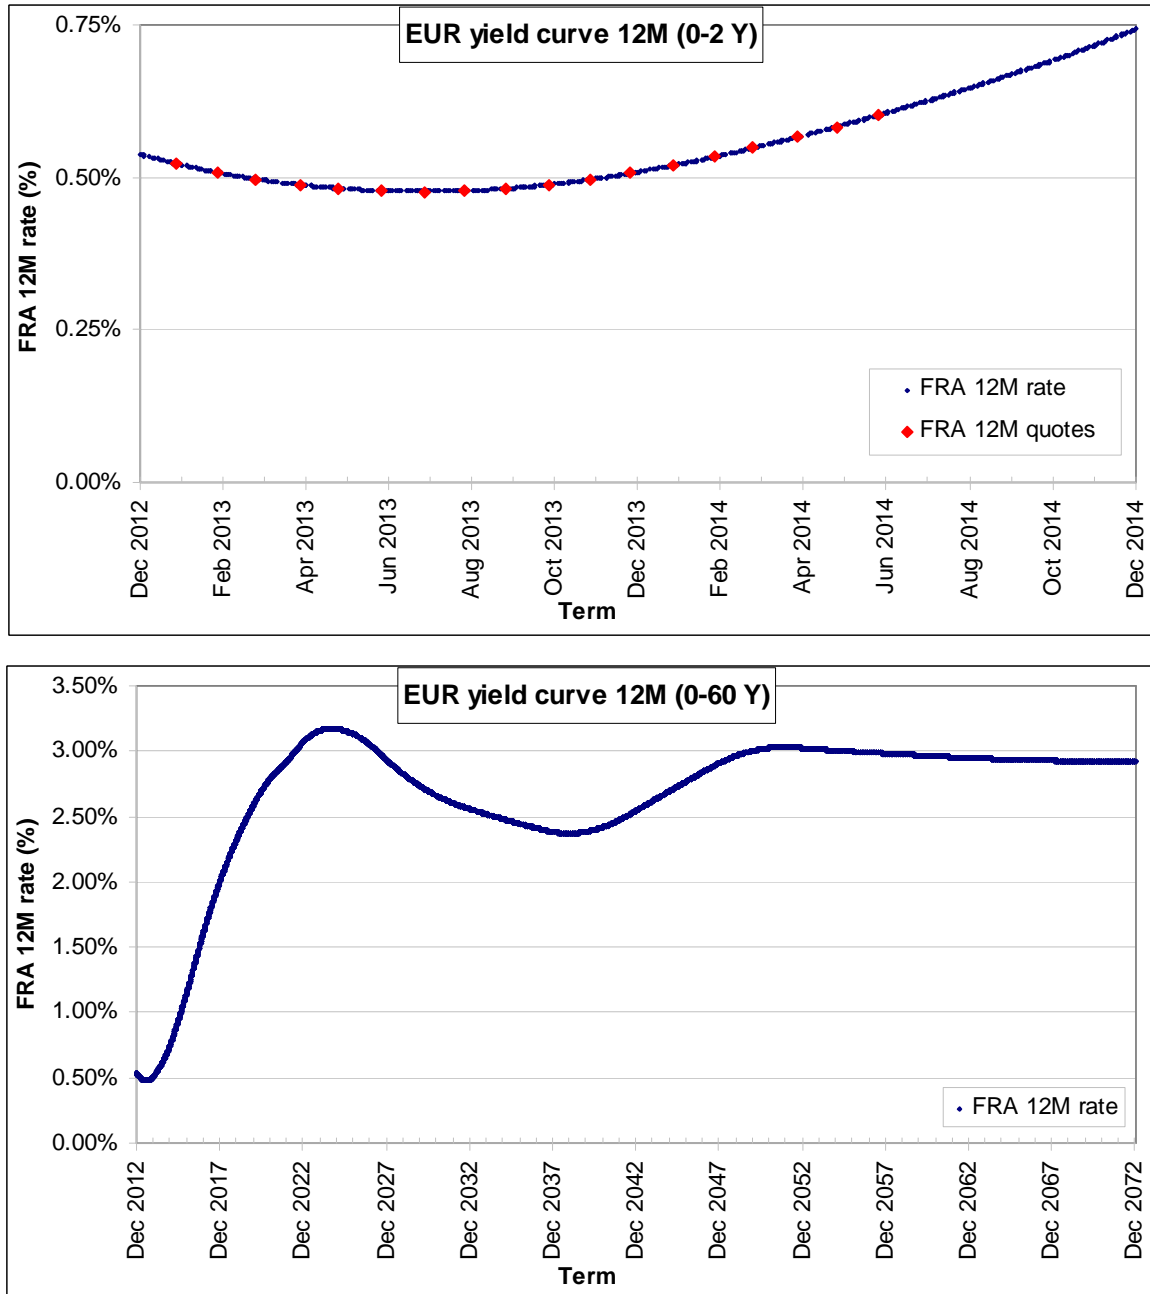 EUR yield curve 12M (0-2 Y)
0.75%
0.50%
0.25%
0.00%
FRA 12M rate (%)
FRA 12M rate
FRA 12M quotes
Dec 2012
Feb 2013
Apr 2013
Jun 2013
Aug 2013
Oct 2013
Dec 2013
Feb 2014
Apr 2014
Jun 2014
Aug 2014
Oct 2014
Dec 2014
Term
EUR yield curve 12M (0-60 Y)
3.50%
3.00%
2.50%
2.00%
1.50%
1.00%
0.50%
0.00%
FRA 12M rate (%)
FRA 12M rate
Dec 2012
Dec 2017
Dec 2022
Dec 2027
Dec 2032
Dec 2037
Dec 2042
Dec 2047
Dec 2052
Dec 2057
Dec 2062
Dec 2067
Dec 2072
Term